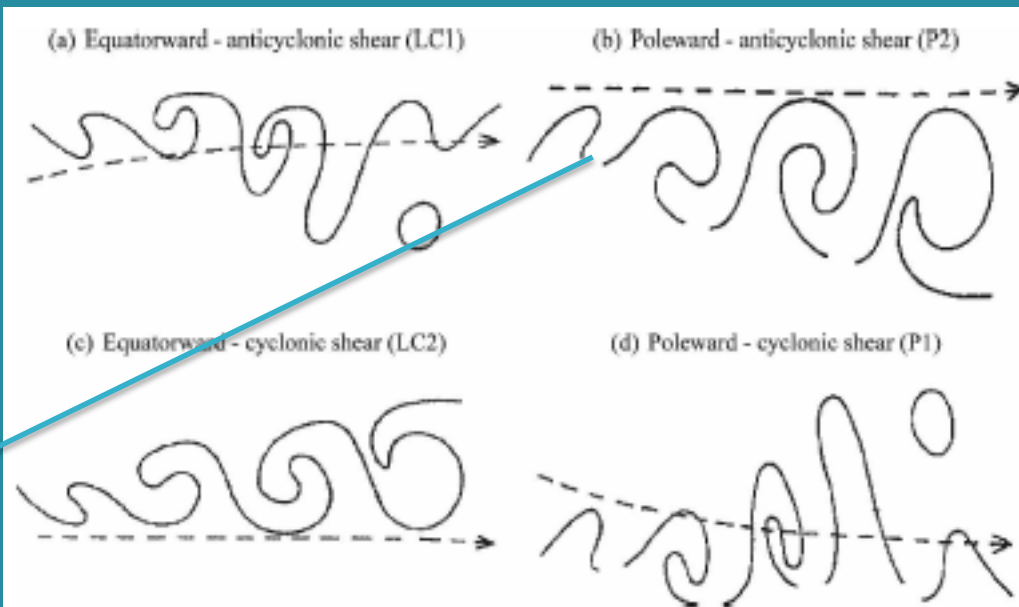 (a) Equatorward - anticyclonic shear (LC1)
(b) Poleward - anticyclonic shear (P2)
(c) Equatorward - cyclonic shear (LC2)
(d) Poleward - cyclonic shear (P1)